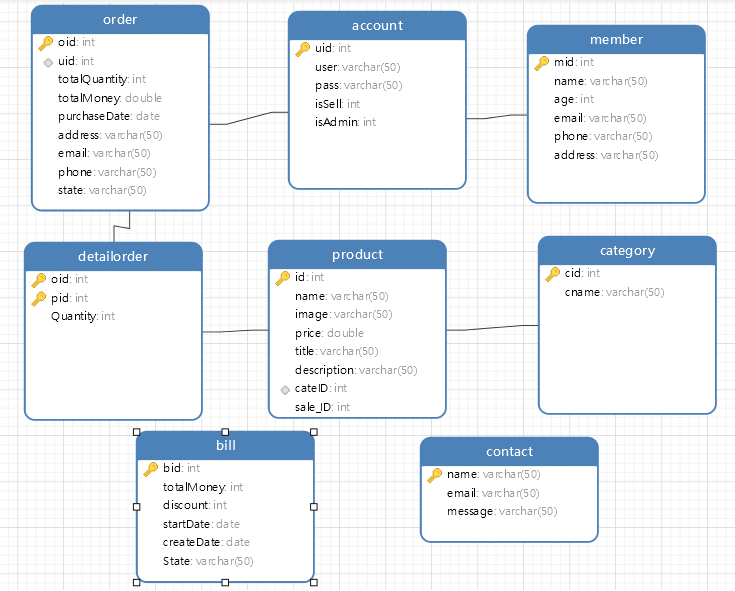 order
oid: int
uid: int
totalQuantity: int
totalMoney: double
purchaseDate: date
address: varchar(50)
email: varchar(50)
phone: varchar(50)
state: varchar(50)
account
uid: int
user: varchar(50)
pass: varchar(50)
isSell: int
isAdmin: int
member
mid: int
name: varchar(50)
age: int
email: varchar(50)
phone: varchar(50)
address: varchar(50)
detailorder
oid: int
pid: int
Quantity: int
product
id: int
name: varchar(50)
image: varchar(50)
price: double
title: varchar(50)
description: varchar(50)
cateID: int
sale_ID: int
category
cid: int
cname: varchar(50)
bill
bid: int
totalMoney: int
discount: int
startDate: date
createDate: date
State: varchar(50)
contact
name: varchar(50)
email: varchar(50)
message: varchar(50)